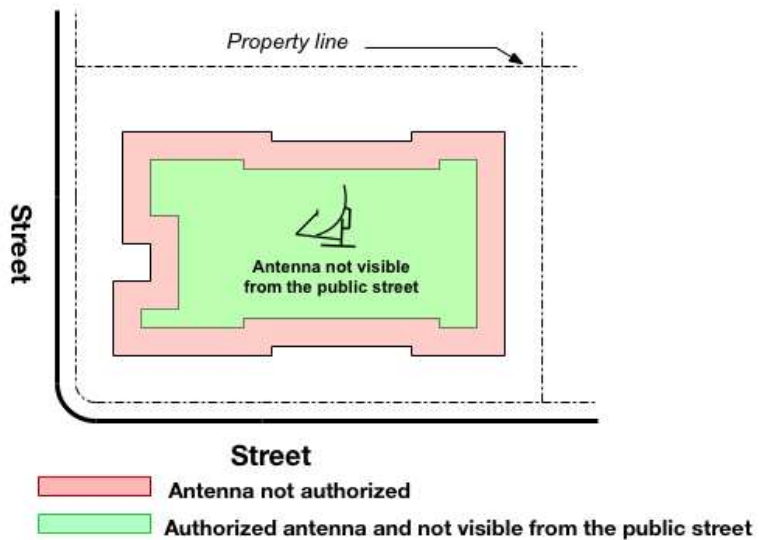 Property line
Street
Antenna not visible
from the public street
Street
Antenna not authorized
Authorized antenna and not visible from the public street